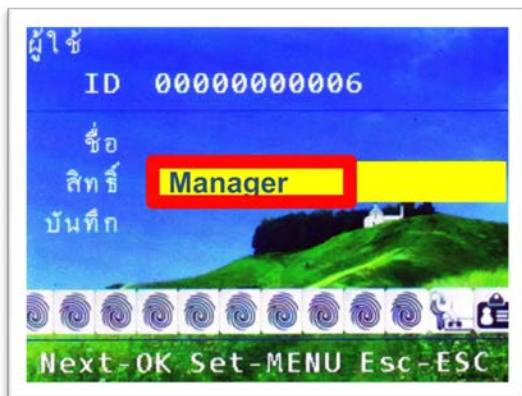 ผู้ใช้
ID 00000000006
ชื่อ
สิทธิ์ Manager
บันทึก
Next-OK Set-MENU Esc-ESC